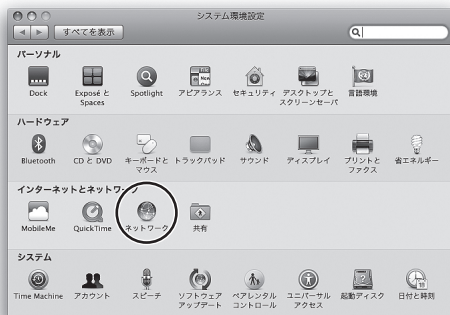 システム環境設定
すべてを表示
パーソナル
Dock
Exposé と
Spaces
Spotlight
アピアランス
セキュリティ
デスクトップと
スクリーンセーバ
言語環境
ハードウェア
Bluetooth
CD と DVD
キーボードと
マウス
トラックパッド
サウンド
ディスプレイ
プリントと
ファクス
省エネルギー
インターネットとネットワーク
MobileMe
QuickTime
ネットワーク
共有
システム
Time Machine
アカウント
スピーチ
ソフトウェア
アップデート
ペアレンタル
コントロール
ユニバーサル
アクセス
起動ディスク
日付と時刻